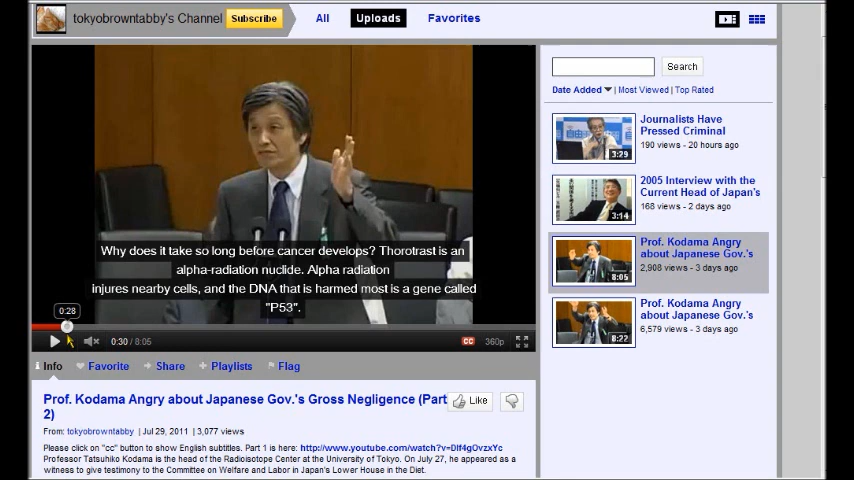 tokyobrowntabby's Channel
Subscribe
All
Uploads
Favorites
Why does it take so long before cancer develops? Thorotrast is an
alpha-radiation nuclide. Alpha radiation
injures nearby cells, and the DNA that is harmed most is a gene called
"P53".
0:28
0:30 / 8:05
CC
360p
Info
Favorite
Share
Playlists
Flag
Prof. Kodama Angry about Japanese Gov.'s Gross Negligence (Part
2)
Like
From: tokyobrowntabby | Jul 29, 2011 | 3,077 views
Please click on "cc" button to show English subtitles. Part 1 is here: http://www.youtube.com/watch?v=Dlf4gOvzxYc
Professor Tatsuhiko Kodama is the head of the Radioisotope Center at the University of Tokyo. On July 27, he appeared as a
witness to give testimony to the Committee on Welfare and Labor in Japan's Lower House in the Diet.
Search
Date Added | Most Viewed | Top Rated
Journalists Have
Pressed Criminal
190 views - 20 hours ago
3:29
2005 Interview with the
Current Head of Japan's
168 views - 2 days ago
3:14
Prof. Kodama Angry
about Japanese Gov.'s
2,908 views - 3 days ago
8:05
Prof. Kodama Angry
about Japanese Gov.'s
6,579 views - 3 days ago
8:22